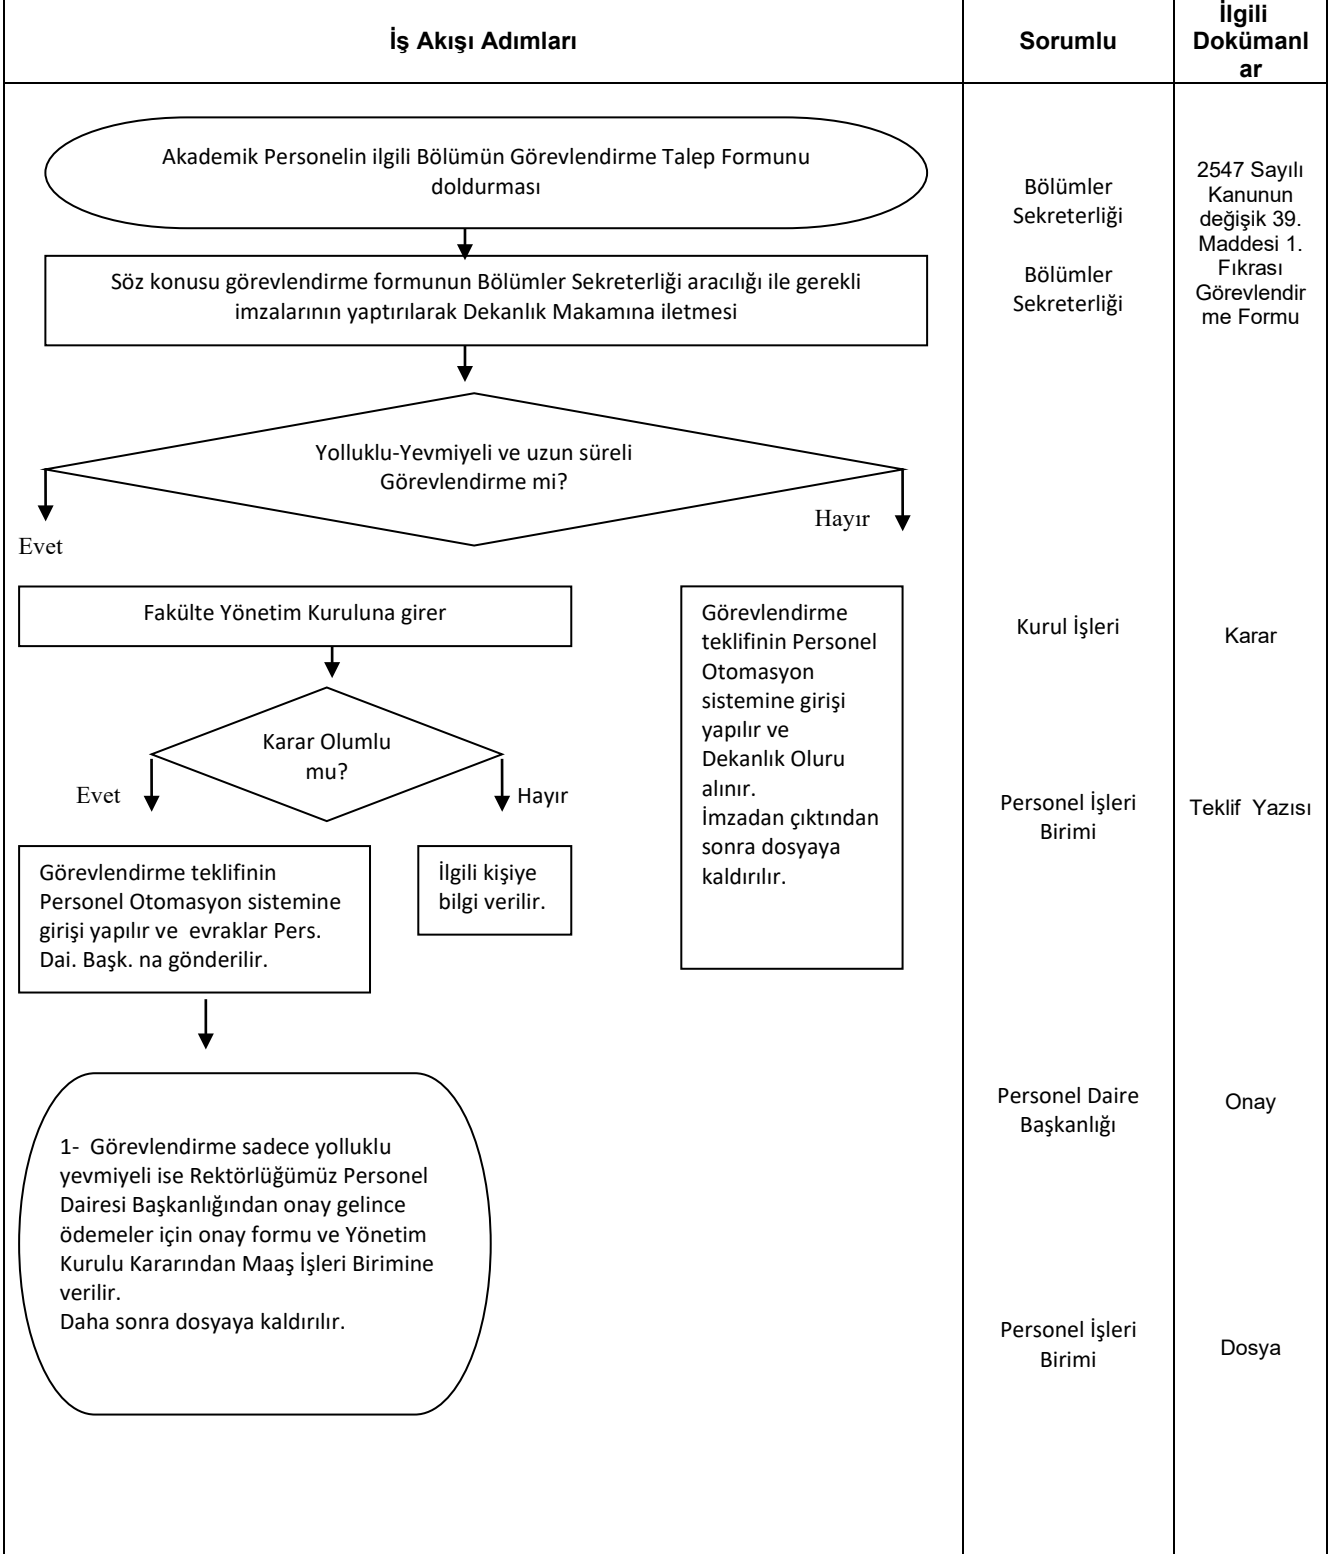 İş Akışı Adımları
Sorumlu
İlgili
Dokümanl
ar
Akademik Personelin ilgili Bölümün Görevlendirme Talep Formunu
doldurması
Bölümler
Sekreterliği
2547 Sayılı
Kanunun
değişik 39.
Maddesi 1.
Fıkrası
Görevlendir
me Formu
Söz konusu görevlendirme formunun Bölümler Sekreterliği aracılığı ile gerekli
imzalarının yaptırılarak Dekanlık Makamına iletmesi
Bölümler
Sekreterliği
Yolluklu-Yevmiyeli ve uzun süreli
Görevlendirme mi?
Evet
Hayır
Fakülte Yönetim Kuruluna girer
Görevlendirme
teklifinin Personel
Otomasyon
sistemine girişi
yapılır ve
Dekanlık Oluru
alınır.
İmzadan çıktından
sonra dosyaya
kaldırılır.
Kurul İşleri
Karar
Karar Olumlu
mu?
Evet
Hayır
Personel İşleri
Birimi
Teklif  Yazısı
Görevlendirme teklifinin
Personel Otomasyon sistemine
girişi yapılır ve  evraklar Pers.
Dai. Başk. na gönderilir.
İlgili kişiye
bilgi verilir.
Personel Daire
Başkanlığı
Onay
1-  Görevlendirme sadece yolluklu
yevmiyeli ise Rektörlüğümüz Personel
Dairesi Başkanlığından onay gelince
ödemeler için onay formu ve Yönetim
Kurulu Kararından Maaş İşleri Birimine
verilir.
Daha sonra dosyaya kaldırılır.
Personel İşleri
Birimi
Dosya